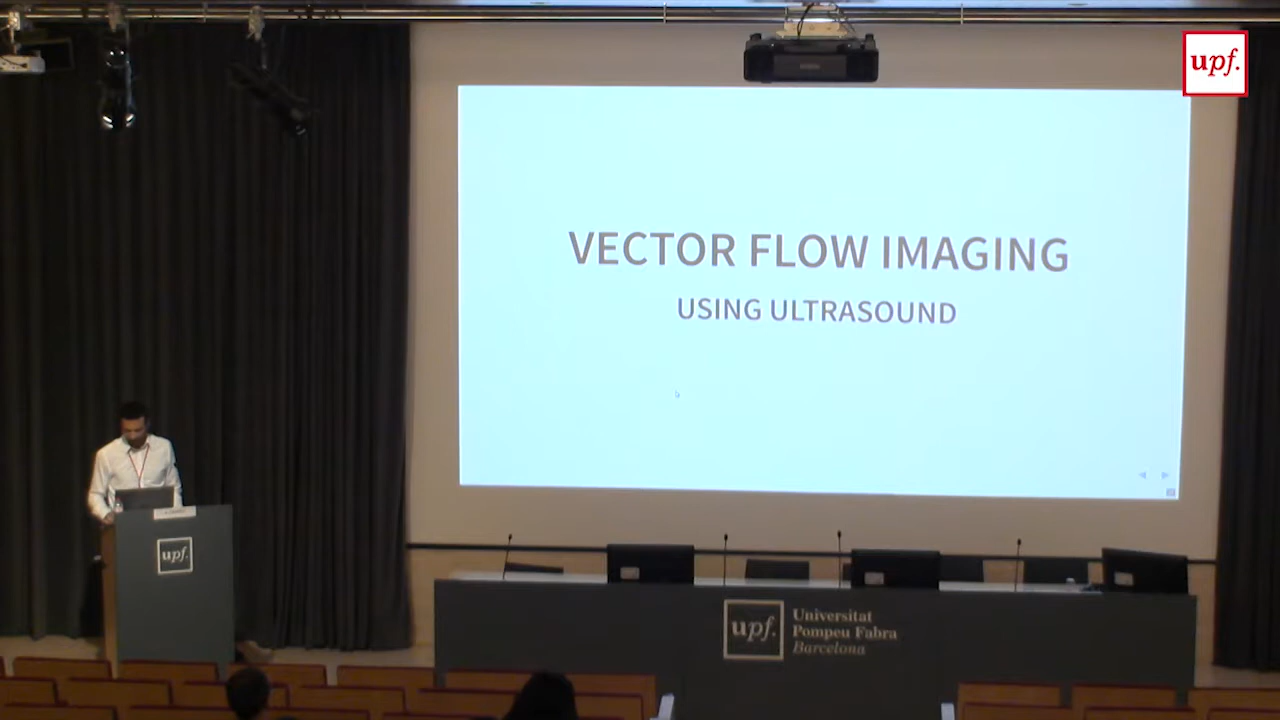 upf.
VECTOR FLOW IMAGING
USING ULTRASOUND
upf.
upf.
Universitat
Pompeu Fabra
Barcelona